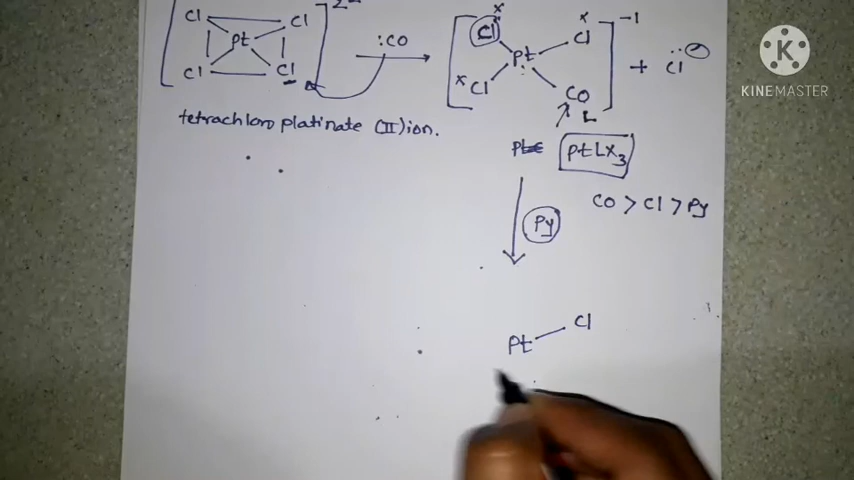 Cl Cl 2-
Pt
Cl Cl
:CO
tetrachloro platinate (II) ion.
x x -1
Cl Cl
Pt
x Cl CO
L
+ Cl
PtLX3
CO > Cl > Py
Py
Cl
Pt
K
KINEMASTER